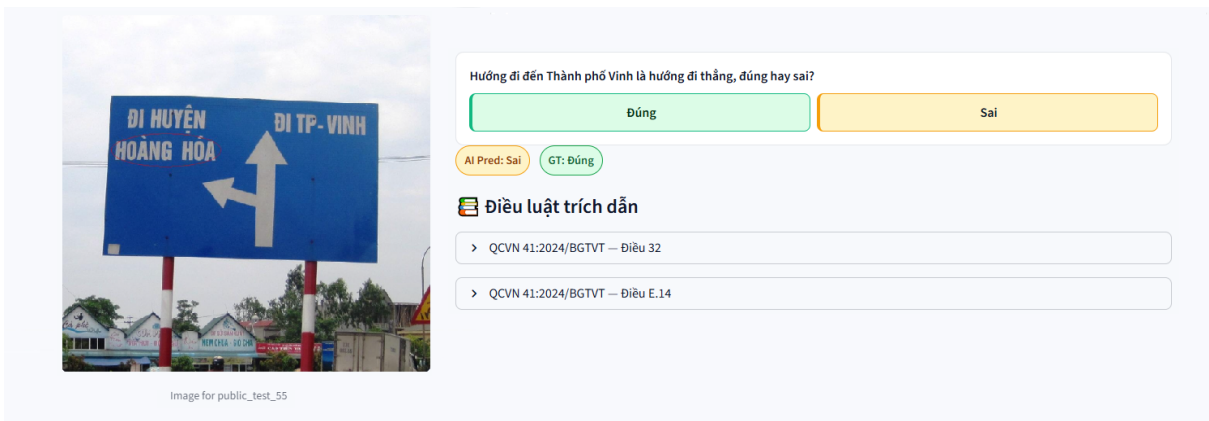 ĐI HUYỆN
HOÀNG HÓA
ĐI TP-VINH
Image for public_test_55
Hướng đi đến Thành phố Vinh là hướng đi thẳng, đúng hay sai?
Đúng
Sai
AI Pred: Sai
GT: Đúng
Điều luật trích dẫn
QCVN 41:2024/BGTVT — Điều 32
QCVN 41:2024/BGTVT — Điều E.14